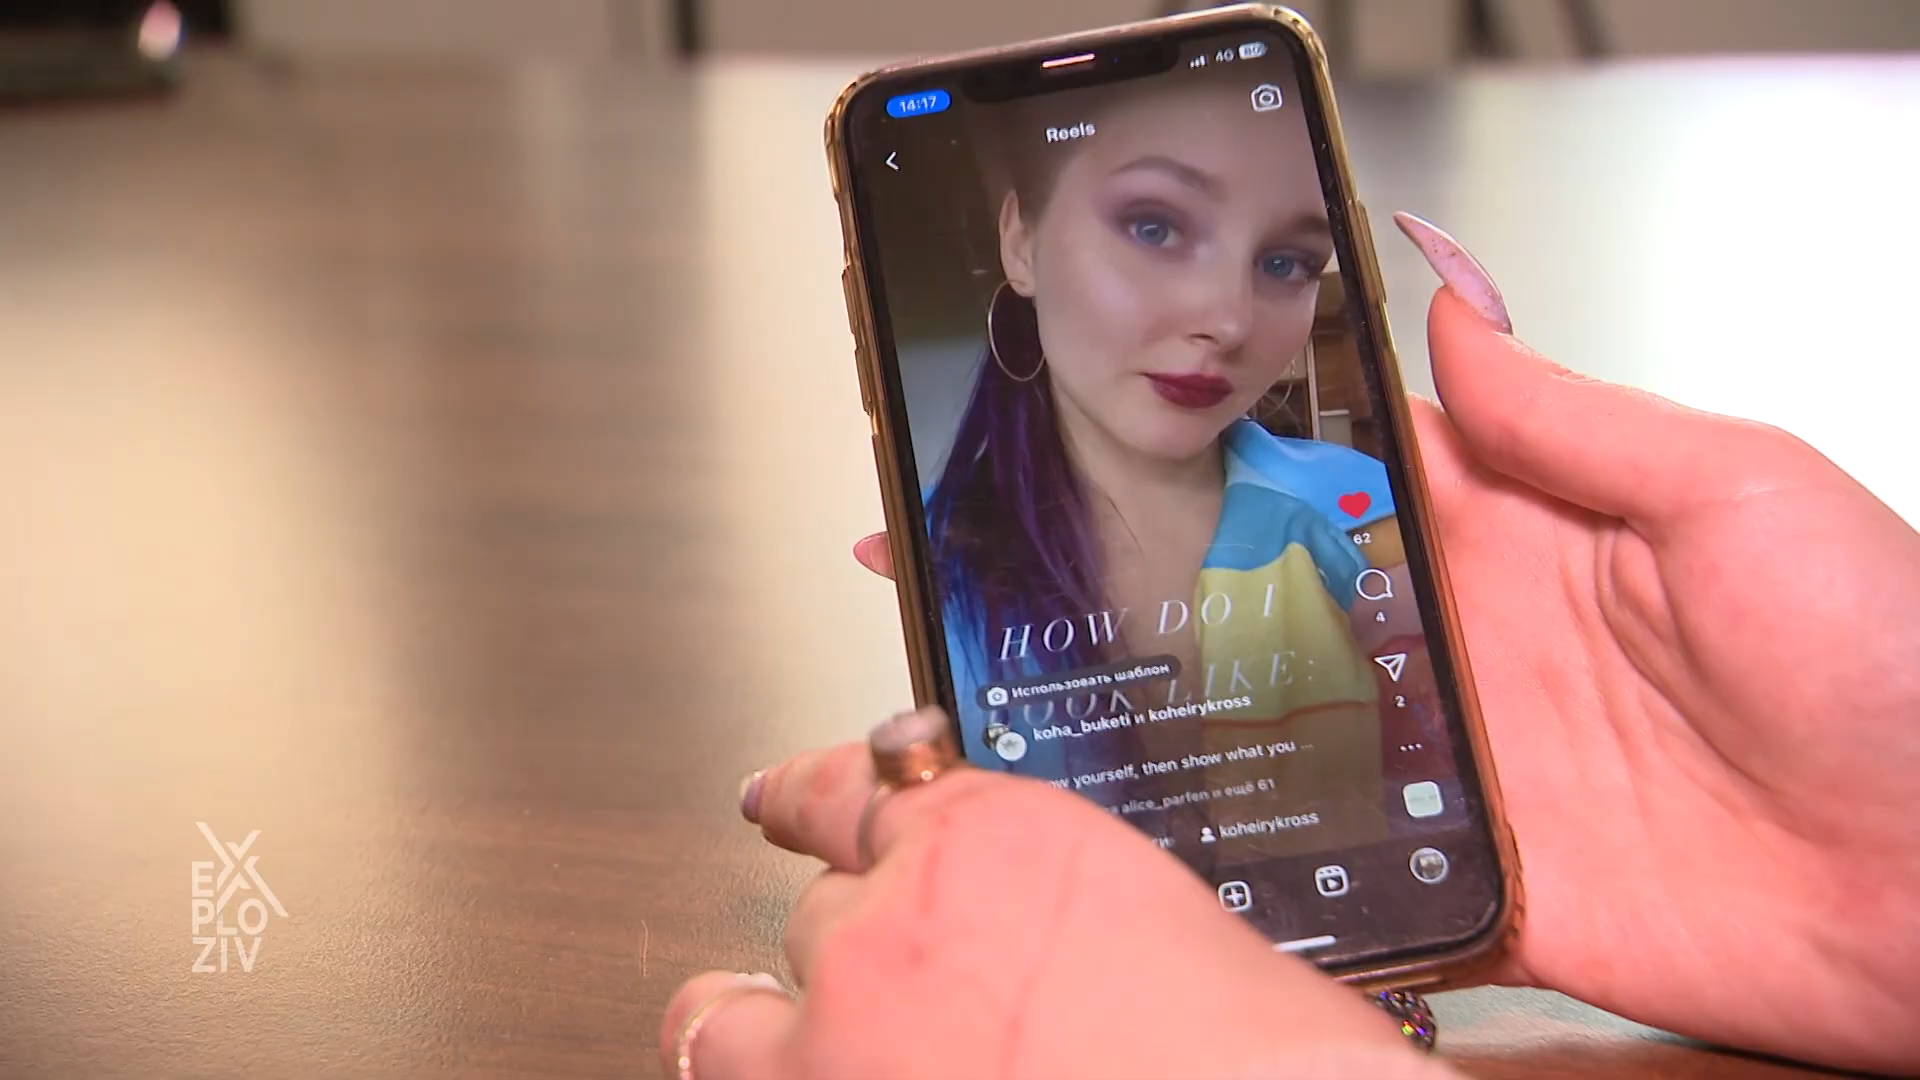 14:17
4G 80
Reels
62
4
HOW DO I
LOOK LIKE:
Использовать шаблон
2
koha_buketi и koheirykross
yourself, then show what you ...
alice_parfen и ещё 61
koheirykross
EX
PLO
ZIV